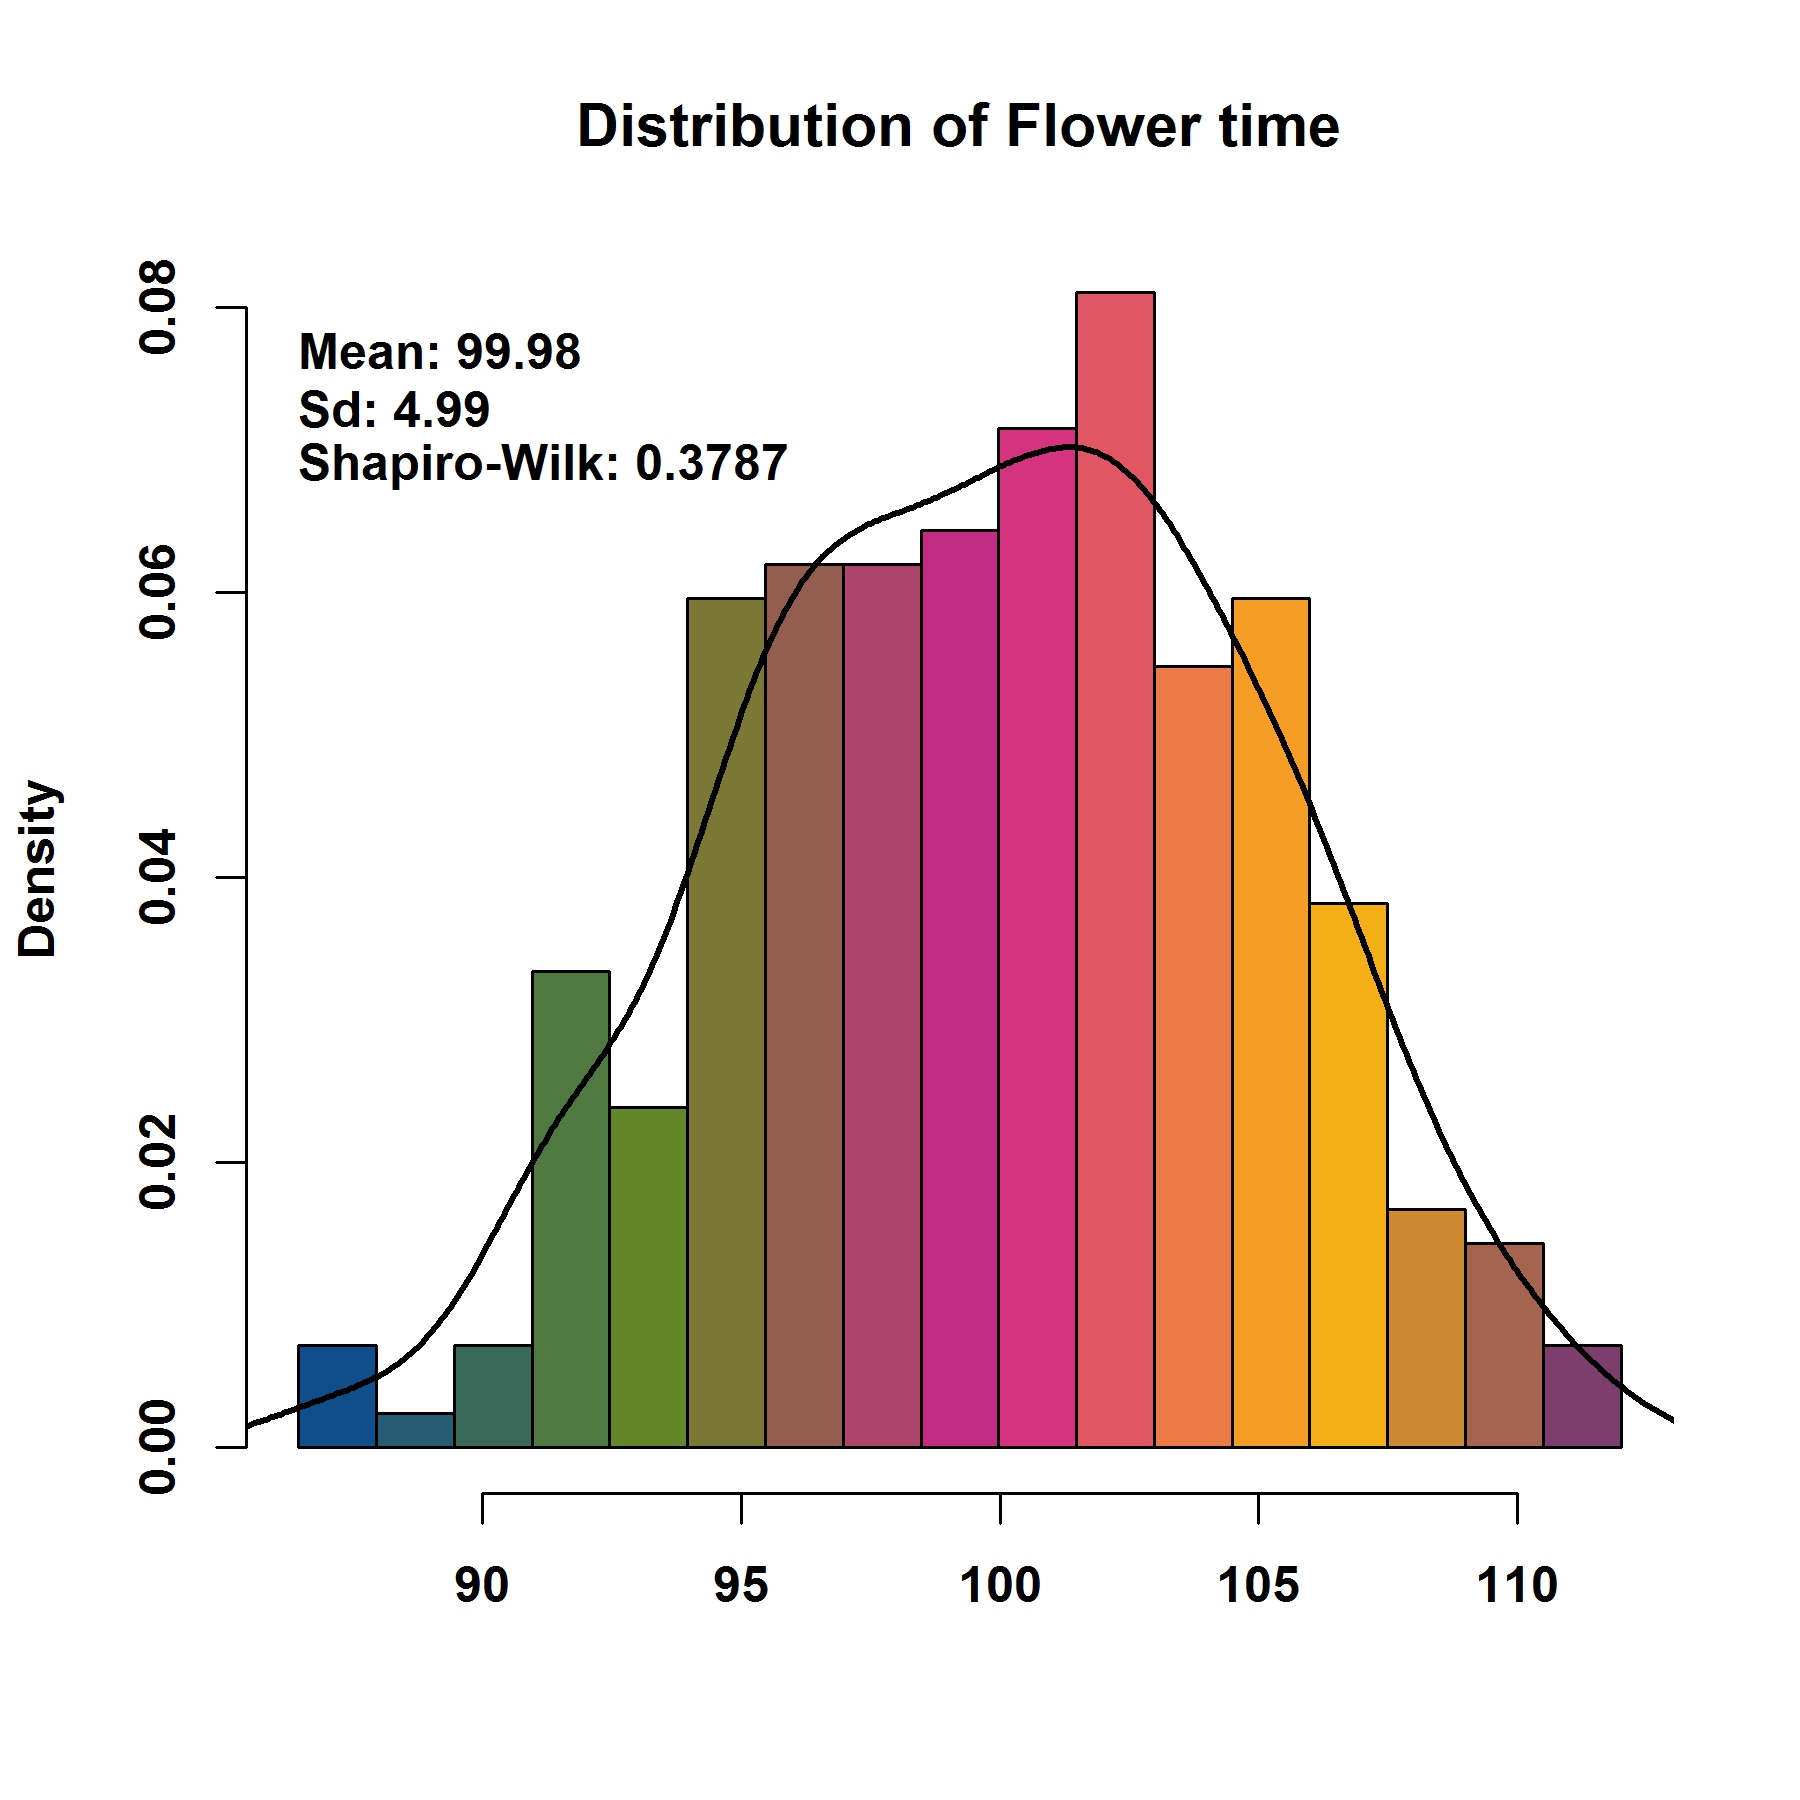 Distribution of Flower time
Mean: 99.98
Sd: 4.99
Shapiro-Wilk: 0.3787
Density
0.08
0.06
0.04
0.02
0.00
90 95 100 105 110